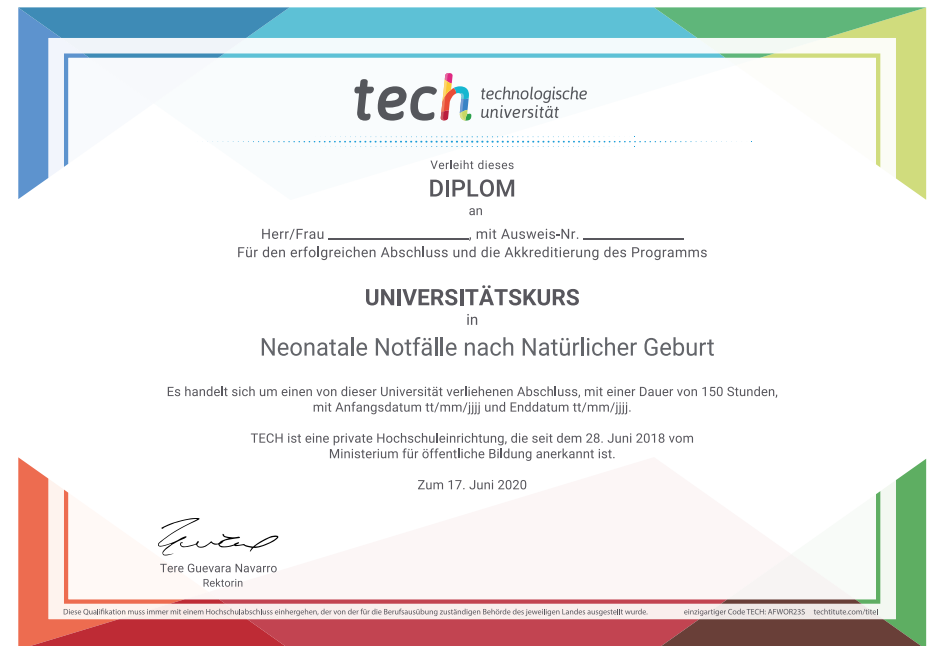 tech technologische
universität
Verleiht dieses
DIPLOM
an
Herr/Frau ____________, mit Ausweis-Nr. ____________
Für den erfolgreichen Abschluss und die Akkreditierung des Programms
UNIVERSITÄTSKURS
in
Neonatale Notfälle nach Natürlicher Geburt
Es handelt sich um einen von dieser Universität verliehenen Abschluss, mit einer Dauer von 150 Stunden,
mit Anfangsdatum tt/mm/jjjj und Enddatum tt/mm/jjjj.
TECH ist eine private Hochschuleinrichtung, die seit dem 28. Juni 2018 vom
Ministerium für öffentliche Bildung anerkannt ist.
Zum 17. Juni 2020
Tere Guevara Navarro
Rektorin
Diese Qualifikation muss immer mit einem Hochschulabschluss einhergehen, der von der für die Berufsausübung zuständigen Behörde des jeweiligen Landes ausgestellt wurde. einzigartiger Code TECH: AFWOR235 techtitute.com/titel